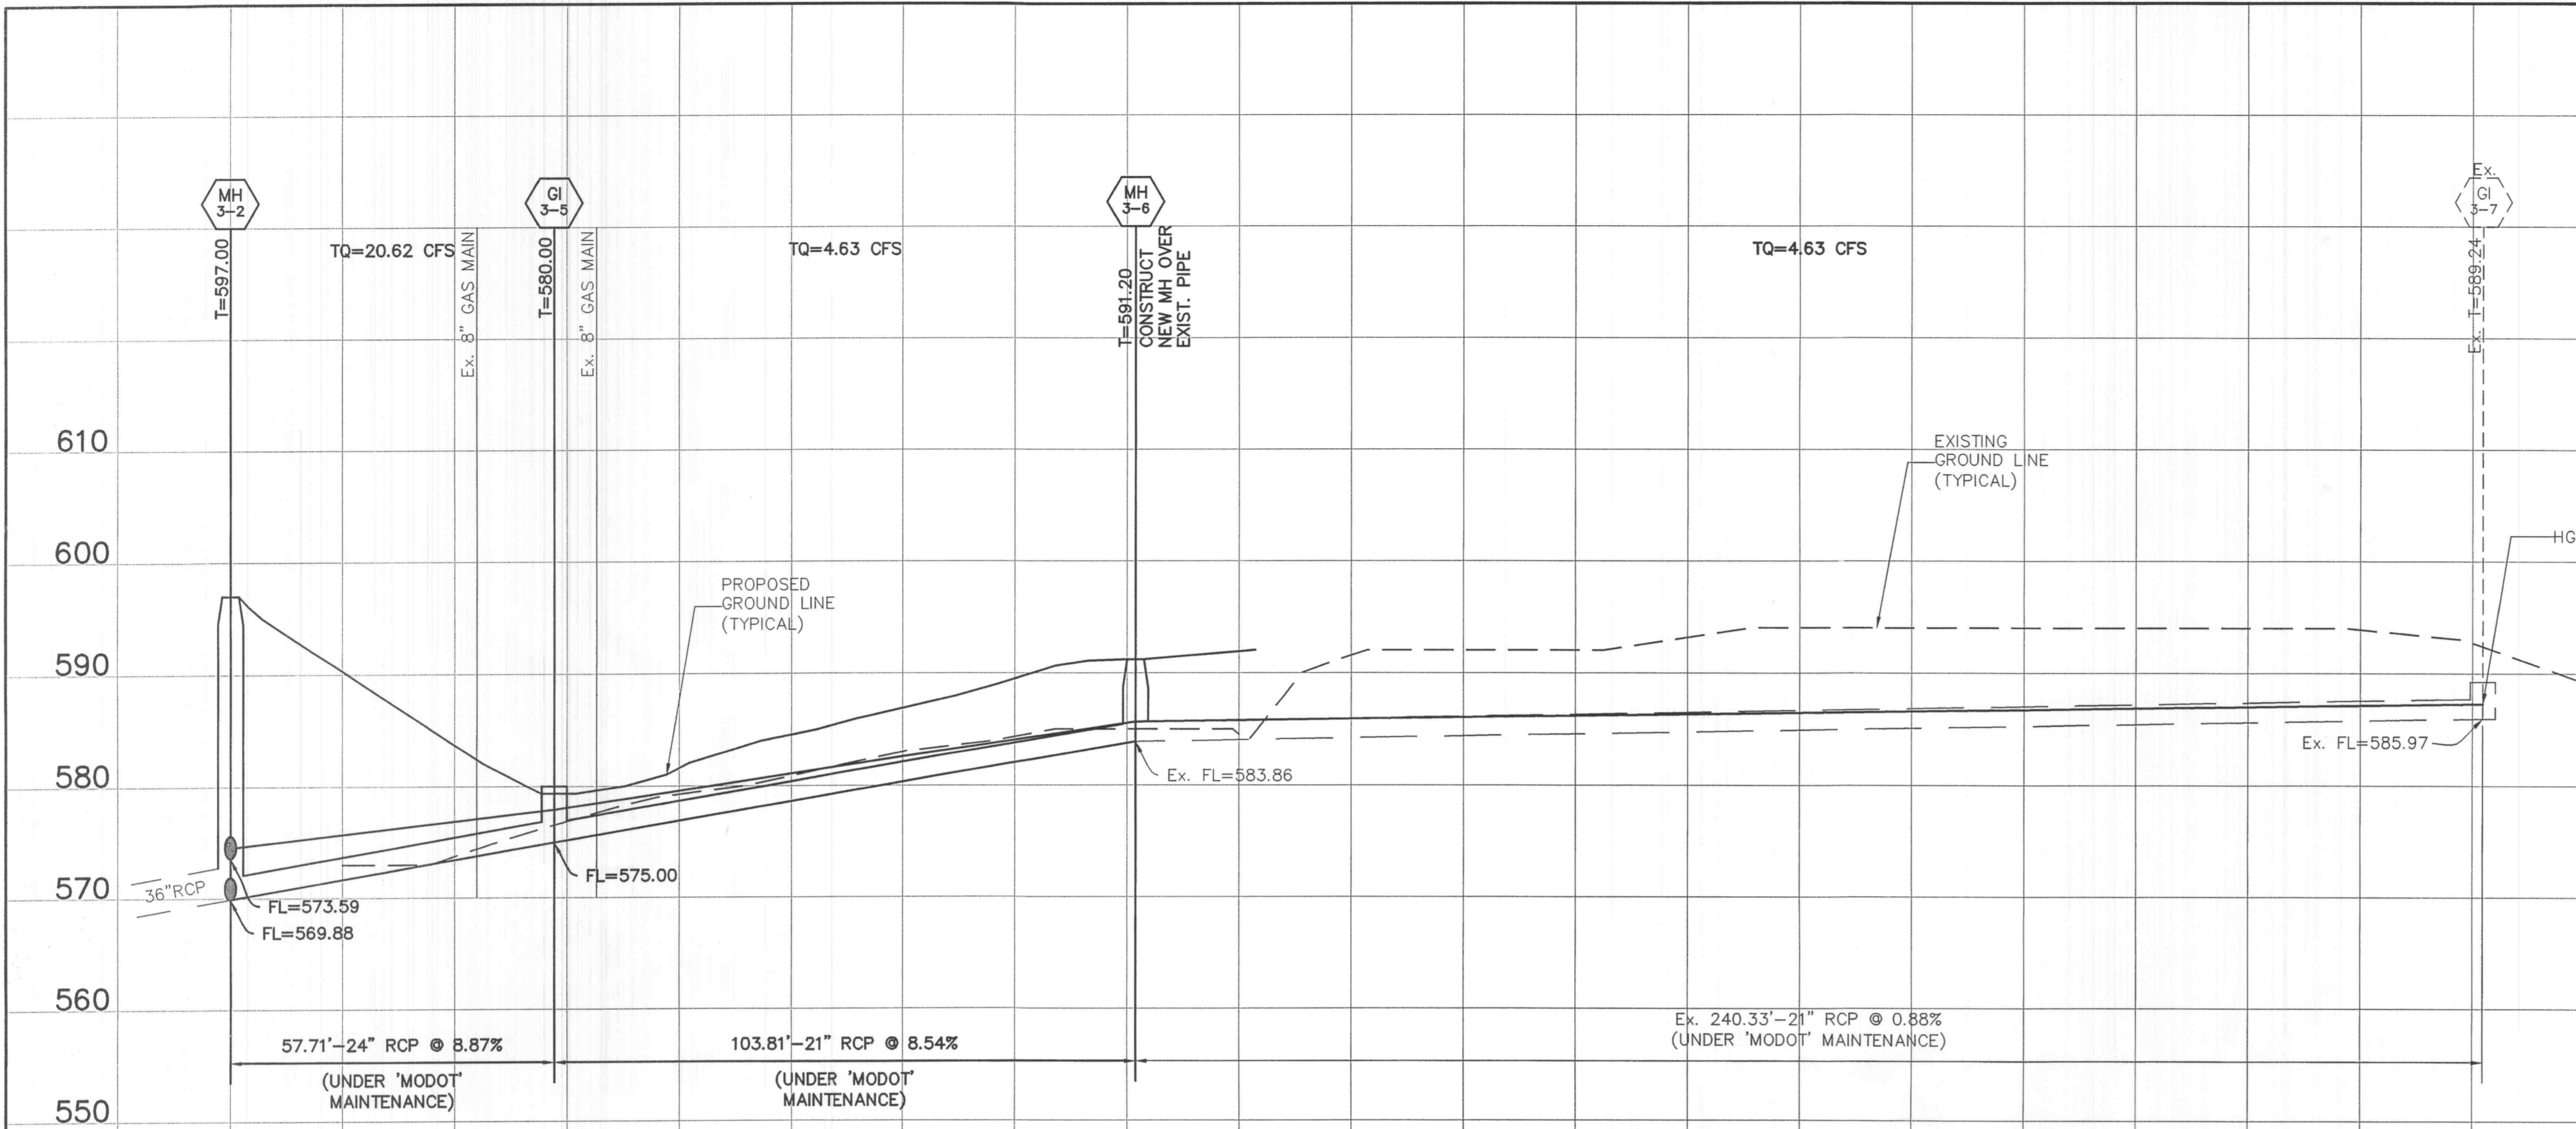 MH
3-2
GI
3-5
MH
3-6
Ex.
GI
3-7
T=597.00
TQ=20.62 CFS
Ex. 8" GAS MAIN
T=580.00
Ex. 8" GAS MAIN
TQ=4.63 CFS
T=591.20
CONSTRUCT
NEW MH OVER
EXIST. PIPE
TQ=4.63 CFS
Ex. T=589.24
610
EXISTING
GROUND LINE
(TYPICAL)
600
HG
PROPOSED
GROUND LINE
(TYPICAL)
590
580
Ex. FL=583.86
Ex. FL=585.97
570
36"RCP
FL=575.00
FL=573.59
FL=569.88
560
57.71'-24" RCP @ 8.87%
(UNDER 'MODOT'
MAINTENANCE)
103.81'-21" RCP @ 8.54%
(UNDER 'MODOT'
MAINTENANCE)
Ex. 240.33'-21" RCP @ 0.88%
(UNDER 'MODOT' MAINTENANCE)
550